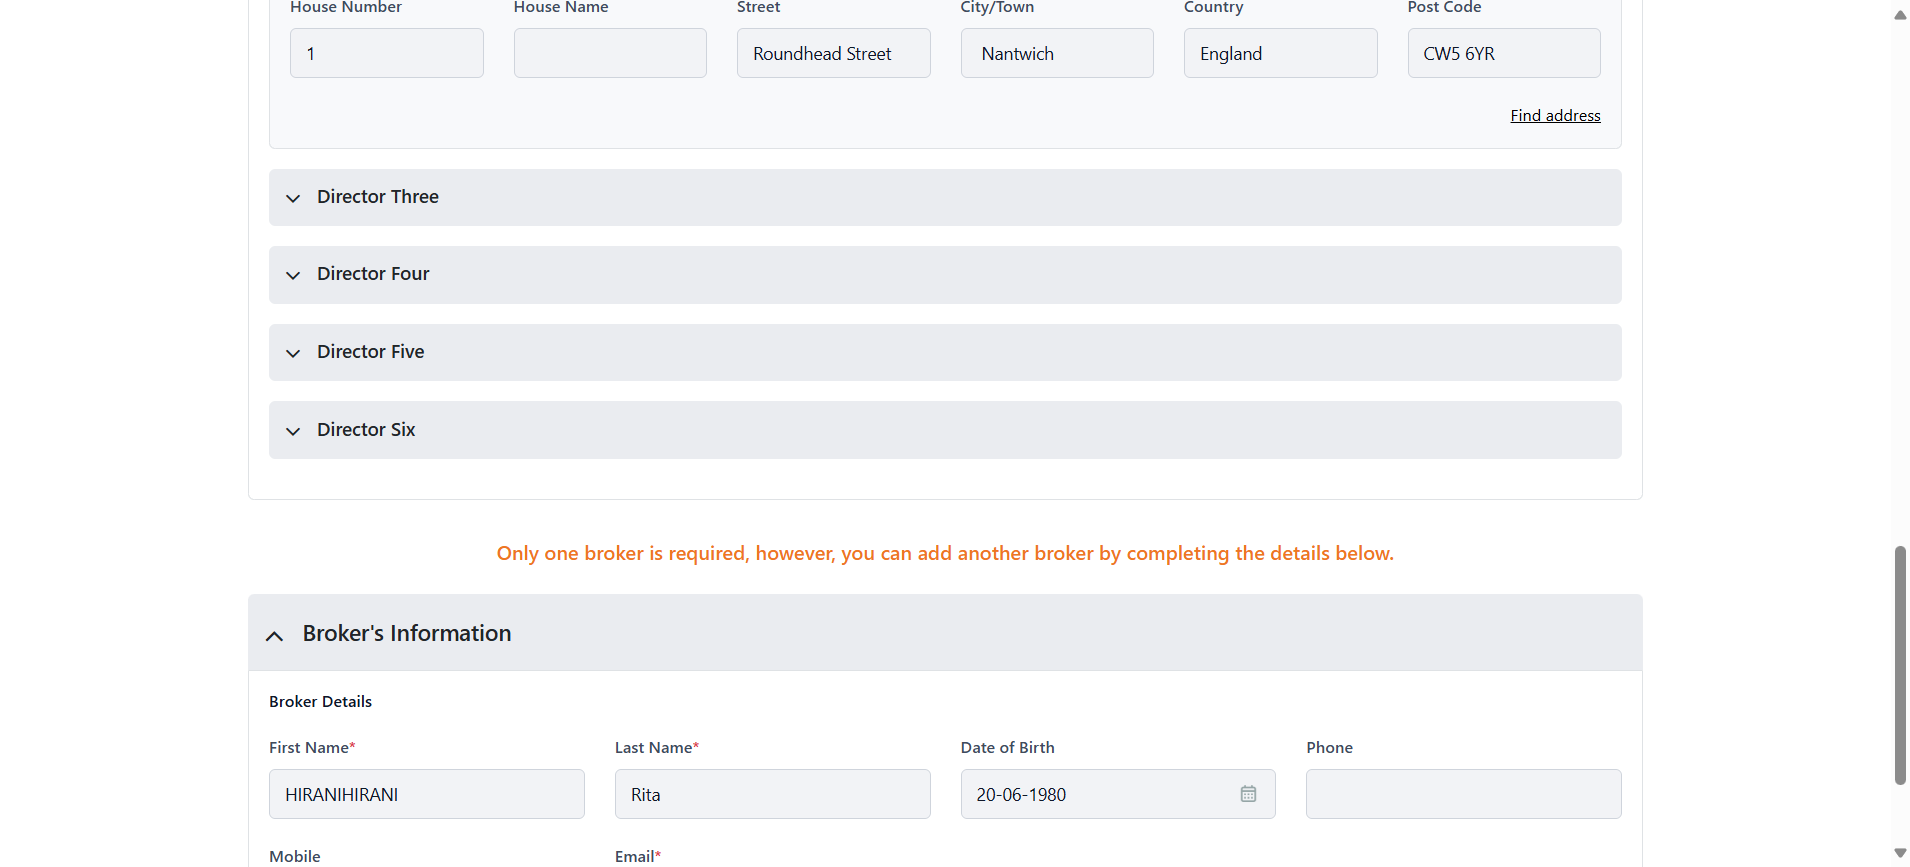 House Number House Name Street City/Town Country Post Code
1 Roundhead Street Nantwich England CW5 6YR
Find address
Director Three
Director Four
Director Five
Director Six
Only one broker is required, however, you can add another broker by completing the details below.
Broker's Information
Broker Details
First Name* Last Name* Date of Birth Phone
HIRANIHIRANI Rita 20-06-1980
Mobile Email*